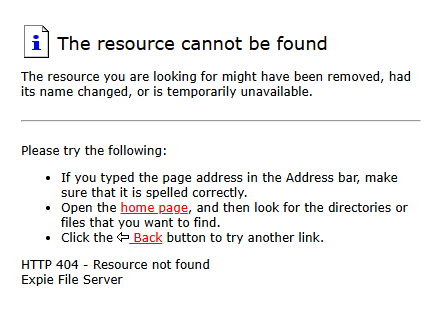 The resource cannot be found
The resource you are looking for might have been removed, had
its name changed, or is temporarily unavailable.
Please try the following:
• If you typed the page address in the Address bar, make
sure that it is spelled correctly.
• Open the home page, and then look for the directories or
files that you want to find.
• Click the ⇦ Back button to try another link.
HTTP 404 - Resource not found
Expie File Server